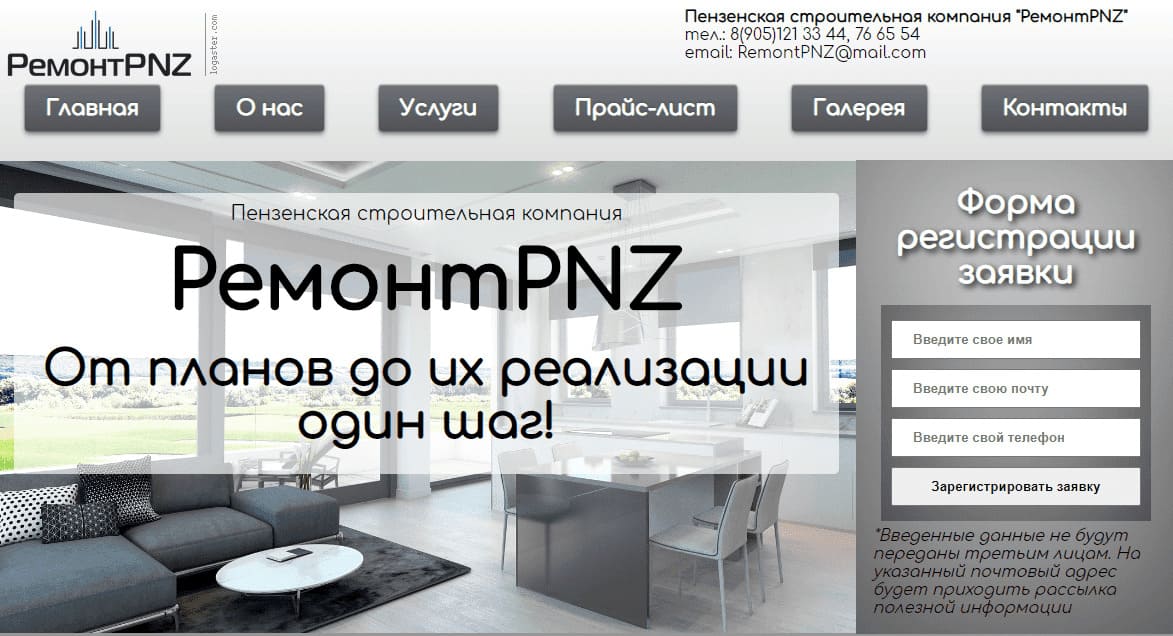 РемонтPNZ
logaster.com
Пензенская строительная компания "РемонтPNZ"
тел.: 8(905)121 33 44, 76 65 54
email: RemontPNZ@mail.com
Главная
О нас
Услуги
Прайс-лист
Галерея
Контакты
Пензенская строительная компания
РемонтPNZ
От планов до их реализации
один шаг!
Форма
регистрации
заявки
Введите свое имя
Введите свою почту
Введите свой телефон
Зарегистрировать заявку
*Введенные данные не будут
переданы третьим лицам. На
указанный почтовый адрес
будет приходить рассылка
полезной информации